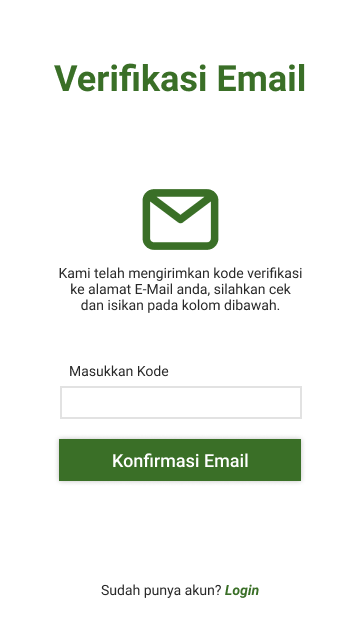 Verifikasi Email
Kami telah mengirimkan kode verifikasi
ke alamat E-Mail anda, silahkan cek
dan isikan pada kolom dibawah.
Masukkan Kode
Konfirmasi Email
Sudah punya akun? Login